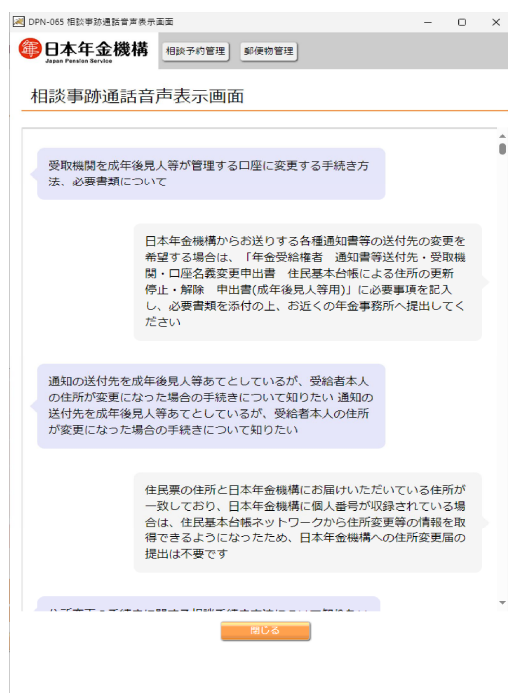 DPN-065 相談事跡通話音声表示画面
日本年金機構
Japan Pension Service
相談予約管理
郵便物管理
相談事跡通話音声表示画面
受取機関を成年後見人等が管理する口座に変更する手続き方
法、必要書類について
日本年金機構からお送りする各種通知書等の送付先の変更を
希望する場合は、「年金受給権者　通知書等送付先・受取機
関・口座名義変更申出書　住民基本台帳による住所の更新
停止・解除　申出書(成年後見人等用)」に必要事項を記入
し、必要書類を添付の上、お近くの年金事務所へ提出してく
ださい
通知の送付先を成年後見人等あてとしているが、受給者本人
の住所が変更になった場合の手続きについて知りたい 通知の
送付先を成年後見人等あてとしているが、受給者本人の住所
が変更になった場合の手続きについて知りたい
住民票の住所と日本年金機構にお届けいただいている住所が
一致しており、日本年金機構に個人番号が収録されている場
合は、住民基本台帳ネットワークから住所変更等の情報を取
得できるようになったため、日本年金機構への住所変更届の
提出は不要です
閉じる